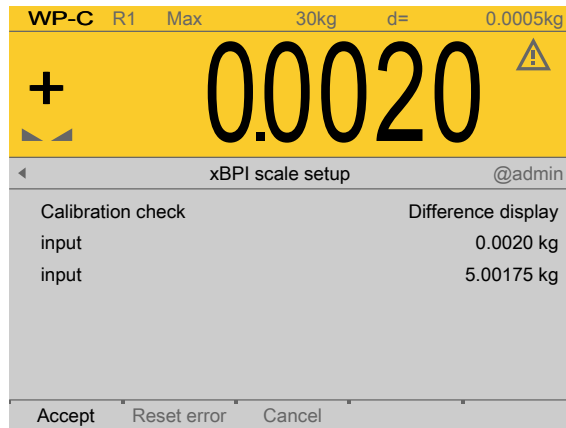 WP-C R1 Max 30kg d= 0.0005kg
+ 0.0020
xBPI scale setup @admin
Calibration check Difference display
input 0.0020 kg
input 5.00175 kg
Accept Reset error Cancel